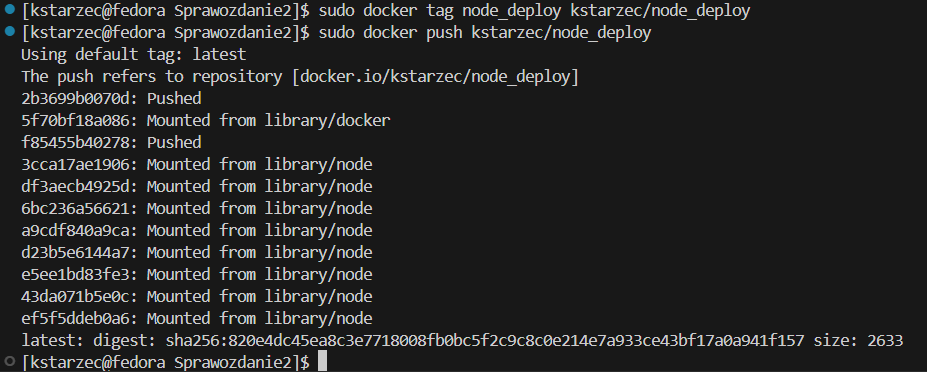 [kstarzec@fedora Sprawozdanie2]$ sudo docker tag node_deploy kstarzec/node_deploy
[kstarzec@fedora Sprawozdanie2]$ sudo docker push kstarzec/node_deploy
Using default tag: latest
The push refers to repository [docker.io/kstarzec/node_deploy]
2b3699b0070d: Pushed
5f70bf18a086: Mounted from library/docker
f85455b40278: Pushed
3cca17ae1906: Mounted from library/node
df3aecb4925d: Mounted from library/node
6bc236a56621: Mounted from library/node
a9cdf840a9ca: Mounted from library/node
d23b5e6144a7: Mounted from library/node
e5ee1bd83fe3: Mounted from library/node
43da071b5e0c: Mounted from library/node
ef5f5ddeb0a6: Mounted from library/node
latest: digest: sha256:820e4dc45ea8c3e7718008fb0bc5f2c9c8c0e214e7a933ce43bf17a0a941f157 size: 2633
[kstarzec@fedora Sprawozdanie2]$